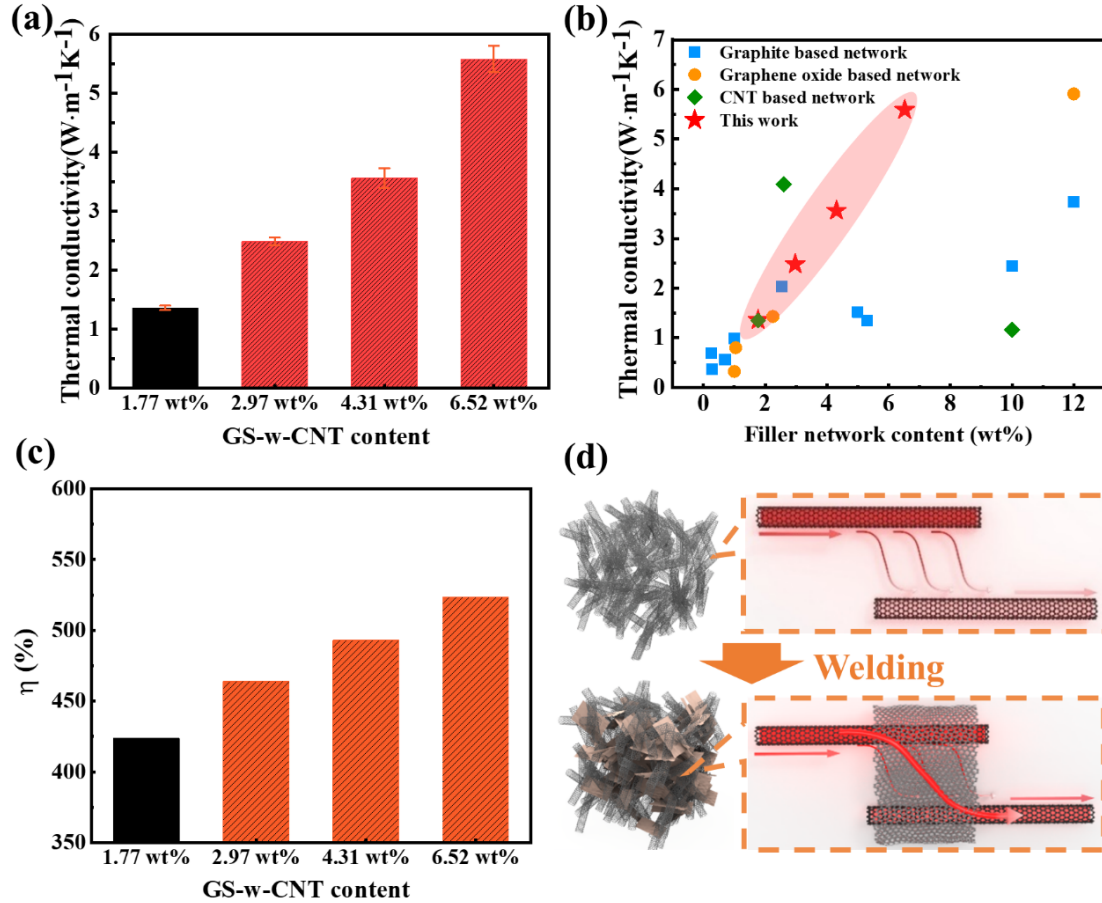 (a)
Thermal conductivity(W·m⁻¹K⁻¹)
6
5
4
3
2
1
0
1.77 wt%
2.97 wt%
4.31 wt%
6.52 wt%
GS-w-CNT content
(b)
Thermal conductivity(W·m⁻¹K⁻¹)
7
6
5
4
3
2
1
0
Graphite based network
Graphene oxide based network
CNT based network
This work
0 2 4 6 8 10 12
Filler network content (wt%)
(c)
η (%)
600
550
500
450
400
350
1.77 wt%
2.97 wt%
4.31 wt%
6.52 wt%
GS-w-CNT content
(d)
Welding